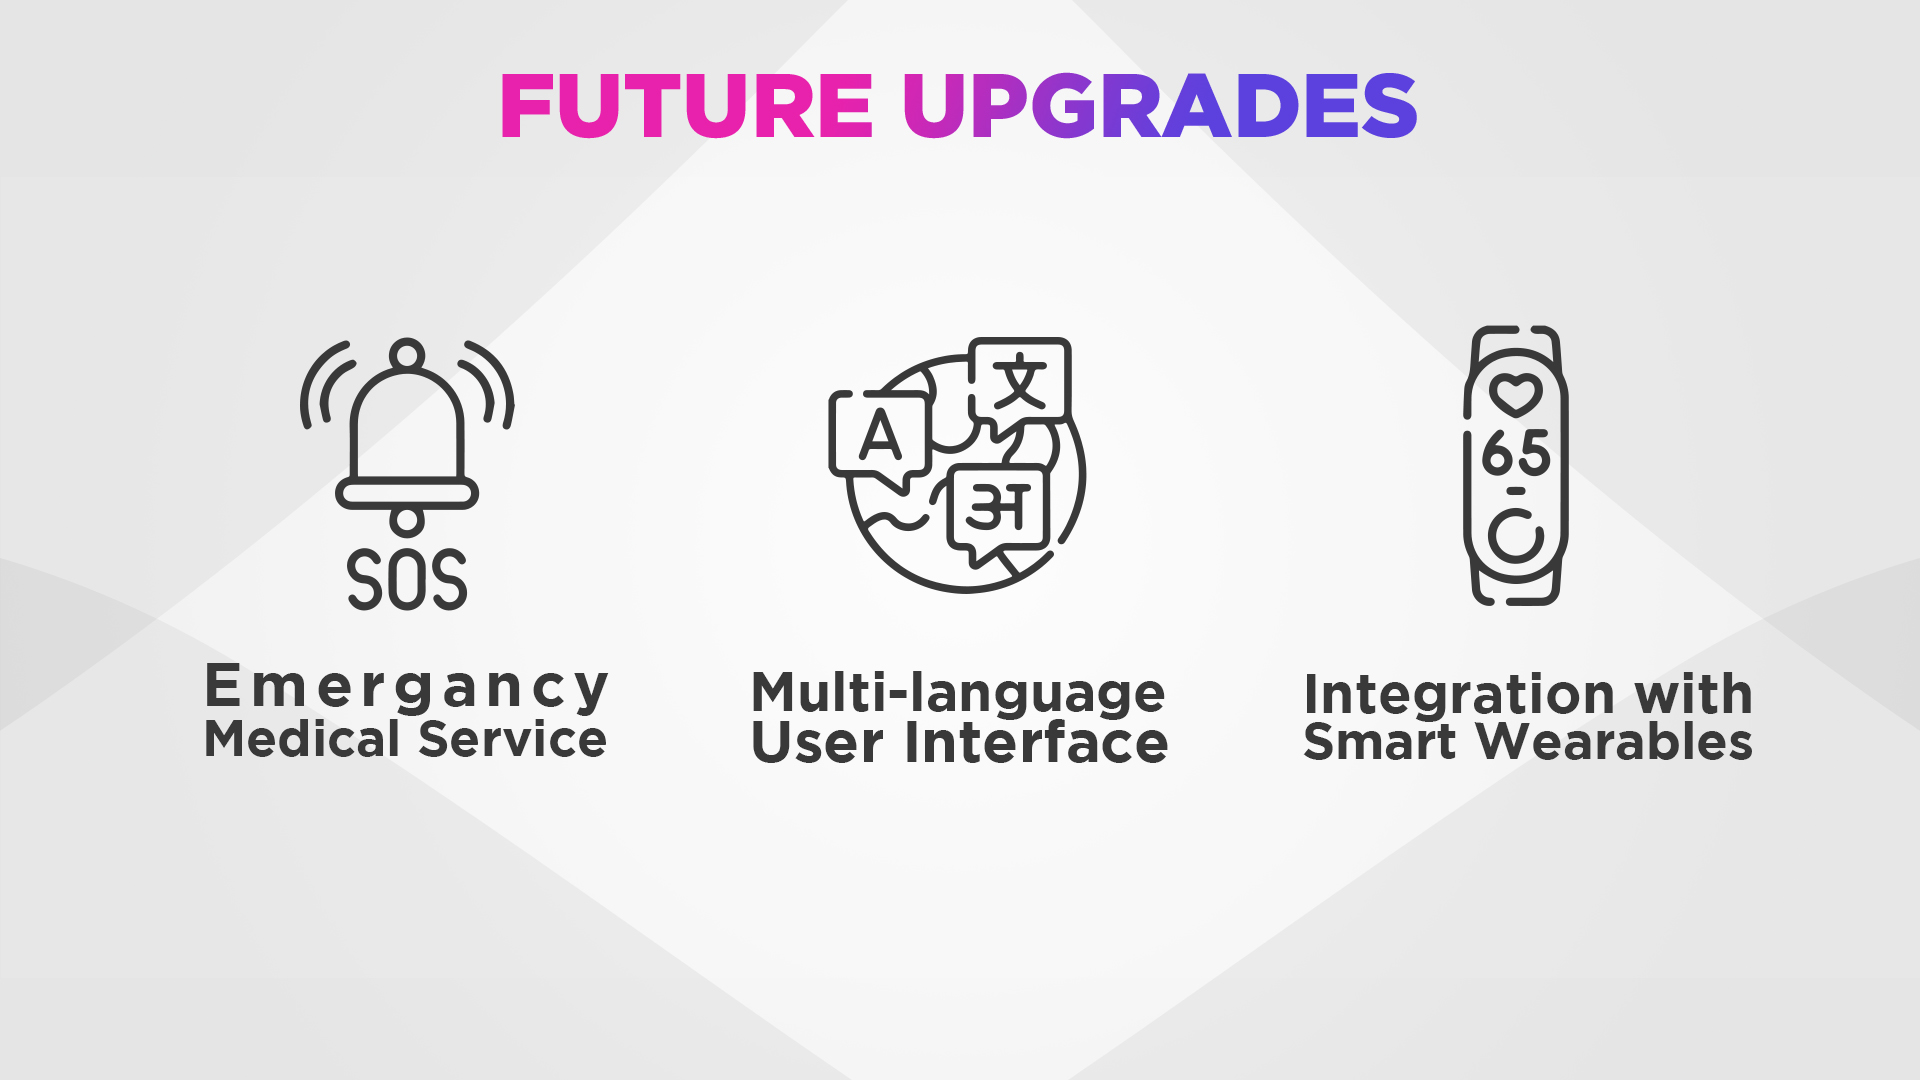 FUTURE UPGRADES
SOS
A
文
अ
65
Emergancy
Medical Service
Multi-language
User Interface
Integration with
Smart Wearables